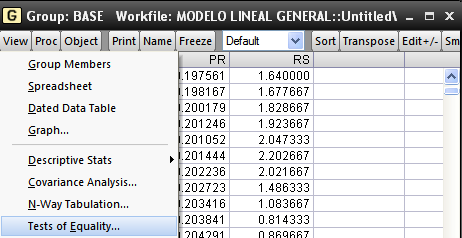 G Group: BASE Workfile: MODELO LINEAL GENERAL::Untitled\
View Proc Object Print Name Freeze Default Sort Transpose Edit+/- Sm
PR RS
Group Members
Spreadsheet
Dated Data Table
Graph...
Descriptive Stats
Covariance Analysis...
N-Way Tabulation...
Tests of Equality...
.197561 1.640000
.198167 1.677667
.200179 1.828667
.201246 1.923667
.201052 2.047333
.201444 2.202667
.202236 2.021667
.202723 1.486333
.203416 1.083667
.203841 0.814333
.204291 0.869667